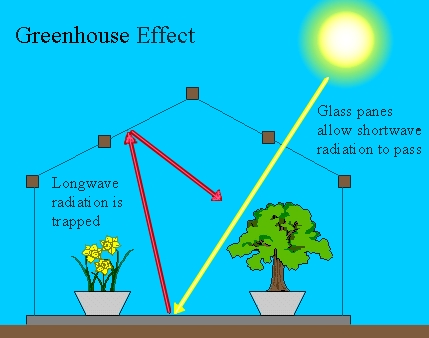 Greenhouse Effect
Glass panes
allow shortwave
radiation to pass
Longwave
radiation is
trapped